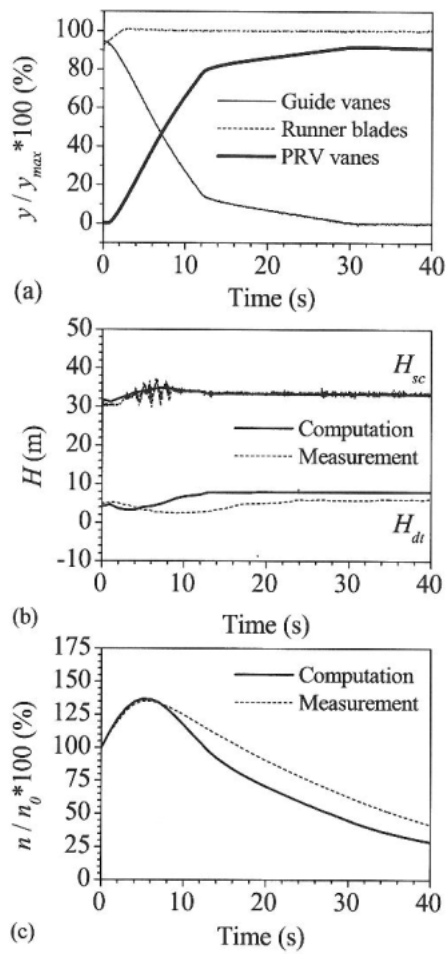 100
80
60
40
20
0
y / y_max *100 (%)
Guide vanes
Runner blades
PRV vanes
0 10 20 30 40
(a)
Time (s)
50
40
30
20
10
0
-10
H (m)
H_sc
Computation
Measurement
H_dt
0 10 20 30 40
(b)
Time (s)
175
150
125
100
75
50
25
0
n / n_0 *100 (%)
Computation
Measurement
0 10 20 30 40
(c)
Time (s)